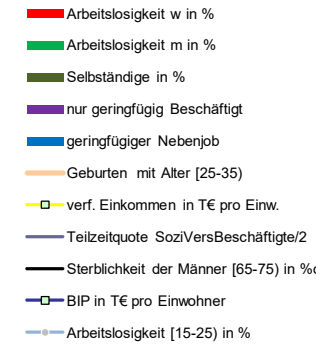 Arbeitslosigkeit w in %
Arbeitslosigkeit m in %
Selbständige in %
nur geringfügig Beschäftigt
geringfügiger Nebenjob
Geburten mit Alter [25-35)
verf. Einkommen in T€ pro Einw.
Teilzeitquote SoziVersBeschäftigte/2
Sterblichkeit der Männer [65-75) in %
BIP in T€ pro Einwohner
Arbeitslosigkeit [15-25) in %